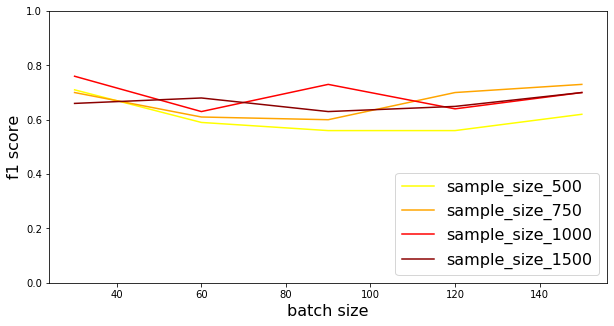 1.0
0.8
0.6
0.4
0.2
0.0
f1 score
sample_size_500
sample_size_750
sample_size_1000
sample_size_1500
40 60 80 100 120 140
batch size